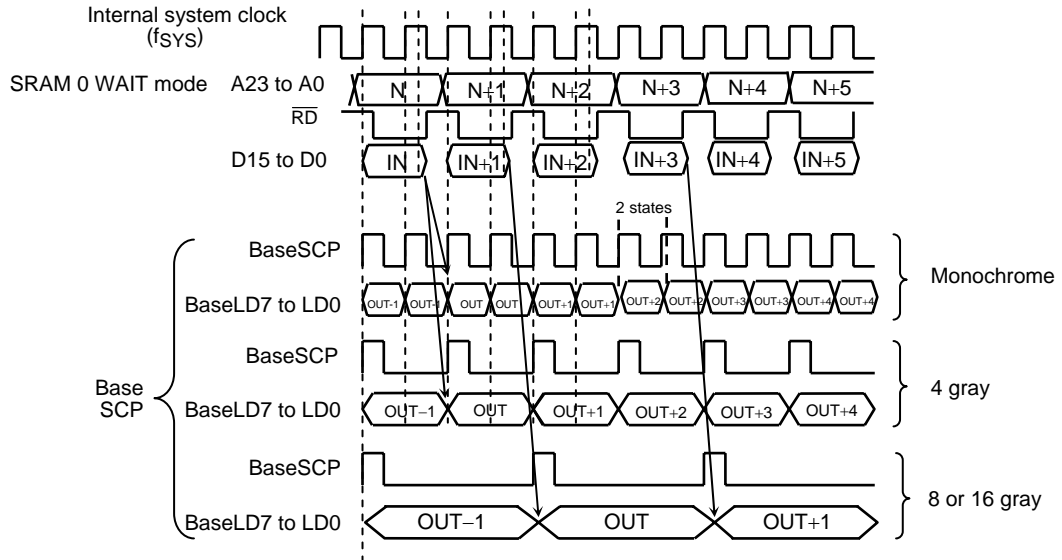 Internal system clock
(fSYS)
SRAM 0 WAIT mode A23 to A0 N N+1 N+2 N+3 N+4 N+5
RD
D15 to D0 IN IN+1 IN+2 IN+3 IN+4 IN+5
2 states
BaseSCP
Monochrome
BaseLD7 to LD0 OUT-1 OUT-1 OUT OUT OUT+1 OUT+1 OUT+2 OUT+2 OUT+3 OUT+3 OUT+4 OUT+4
BaseSCP
4 gray
Base
SCP
BaseLD7 to LD0 OUT−1 OUT OUT+1 OUT+2 OUT+3 OUT+4
BaseSCP
8 or 16 gray
BaseLD7 to LD0 OUT−1 OUT OUT+1